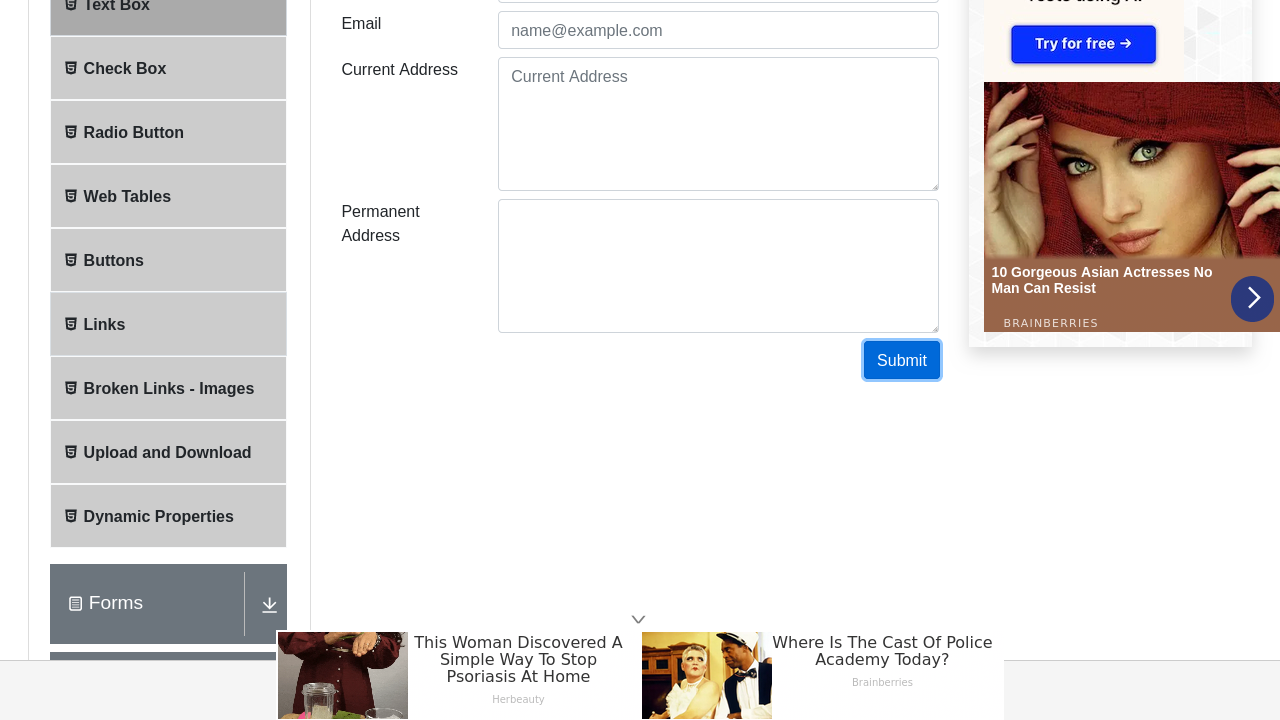 Text Box
Check Box
Radio Button
Web Tables
Buttons
Links
Broken Links - Images
Upload and Download
Dynamic Properties
Forms
Email
name@example.com
Current Address
Current Address
Permanent
Address
Submit
Try for free →
10 Gorgeous Asian Actresses No
Man Can Resist
BRAINBERRIES
This Woman Discovered A
Simple Way To Stop
Psoriasis At Home
Herbeauty
Where Is The Cast Of Police
Academy Today?
Brainberries